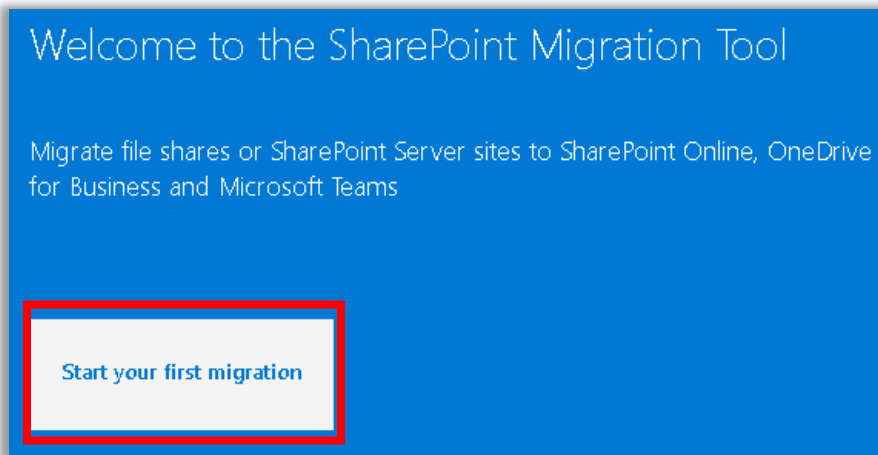 Welcome to the SharePoint Migration Tool
Migrate file shares or SharePoint Server sites to SharePoint Online, OneDrive
for Business and Microsoft Teams
Start your first migration